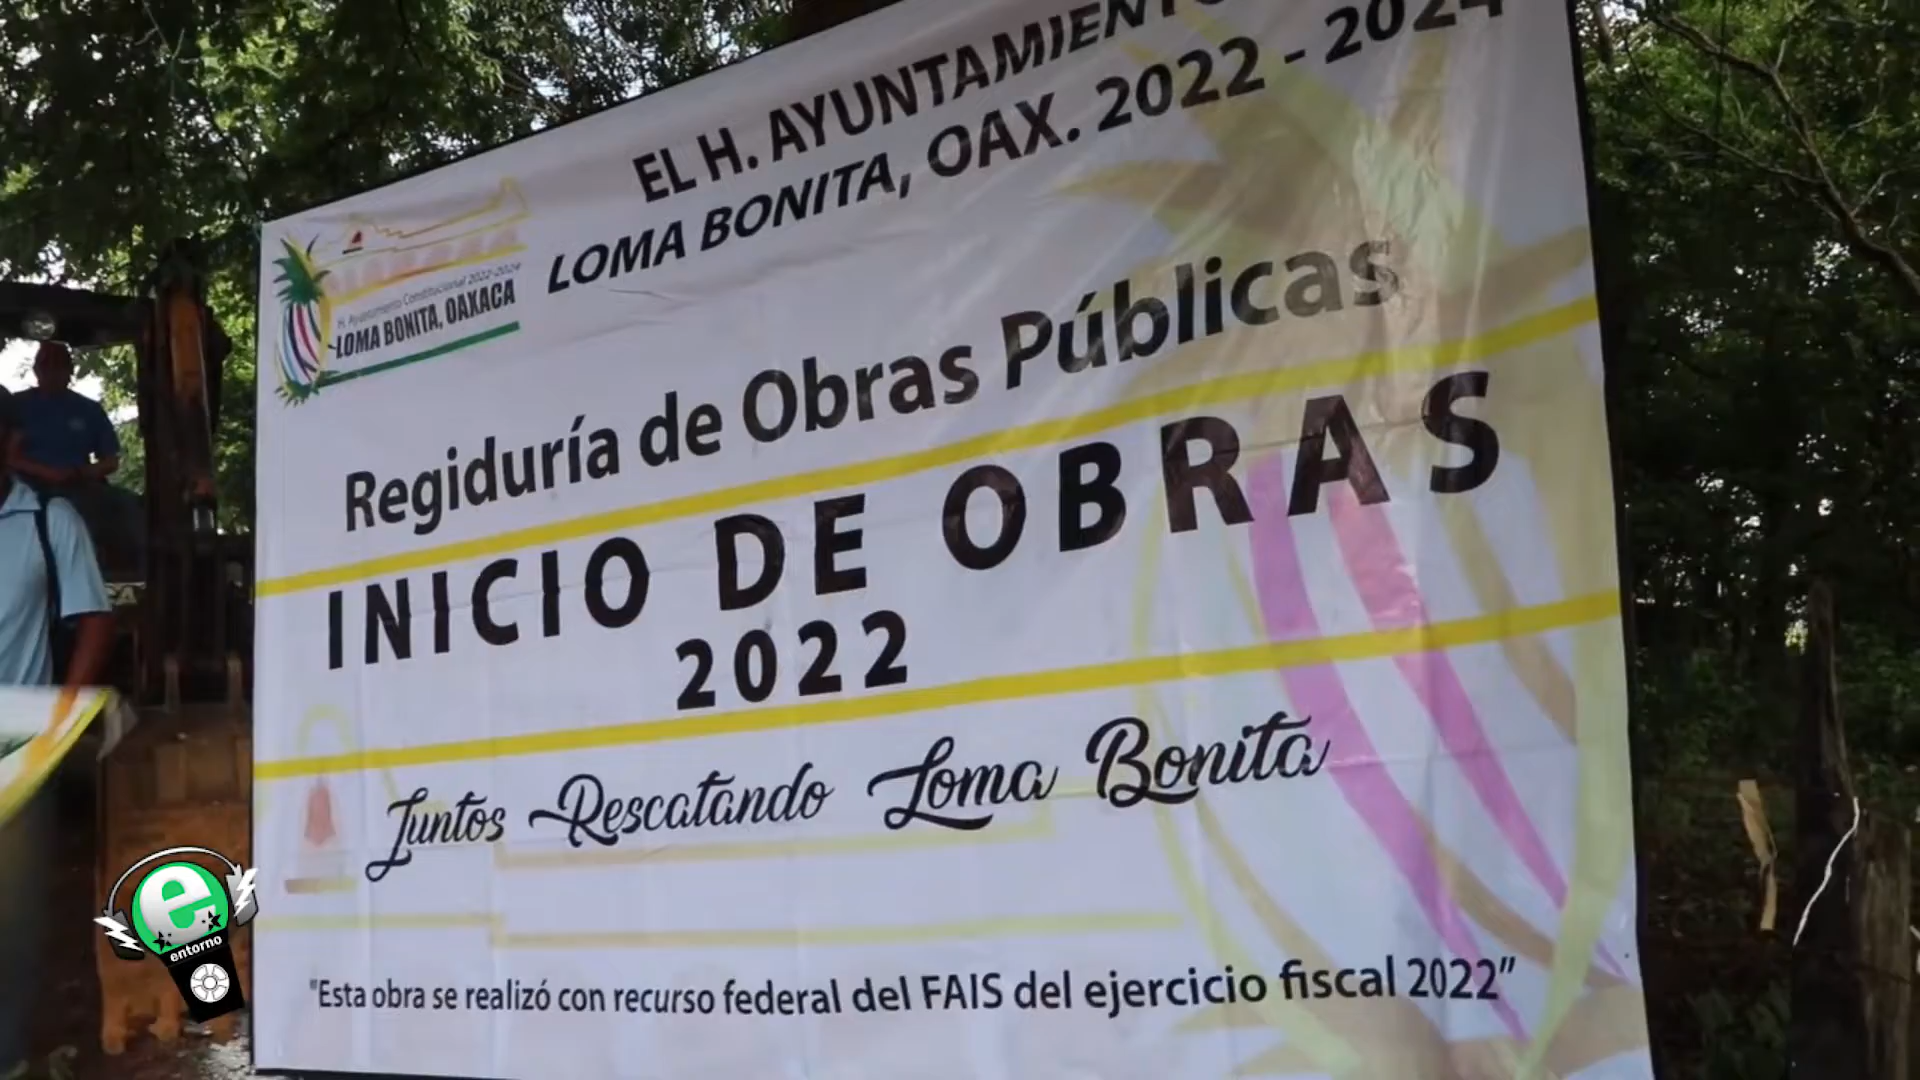 EL H. AYUNTAMIENTO
LOMA BONITA, OAX. 2022 - 2024
H. Ayuntamiento Constitucional 2022-2024
LOMA BONITA, OAXACA
Regiduría de Obras Públicas
INICIO DE OBRAS
2022
Juntos Rescatando Loma Bonita
"Esta obra se realizó con recurso federal del FAIS del ejercicio fiscal 2022"
e
entorno